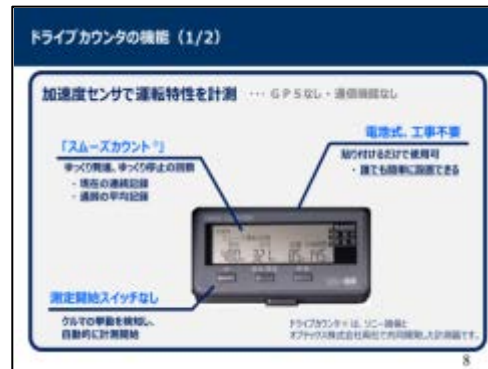 ドライブカウンタの機能（1/2）
加速度センサで運転特性を計測 … GPSなし・通信機能なし
「スムーズカウント®」
ゆっくり発進、ゆっくり停止の回数
・現在の連続記録
・過去の平均記録
電池式、工事不要
貼り付けるだけで使用可
・誰でも簡単に設置できる
測定開始スイッチなし
クルマの挙動を検知し、
自動的に計測開始
ドライブカウンタ® は、ソニー損保と
オプテックス株式会社両社で共同開発した計測器です。
8